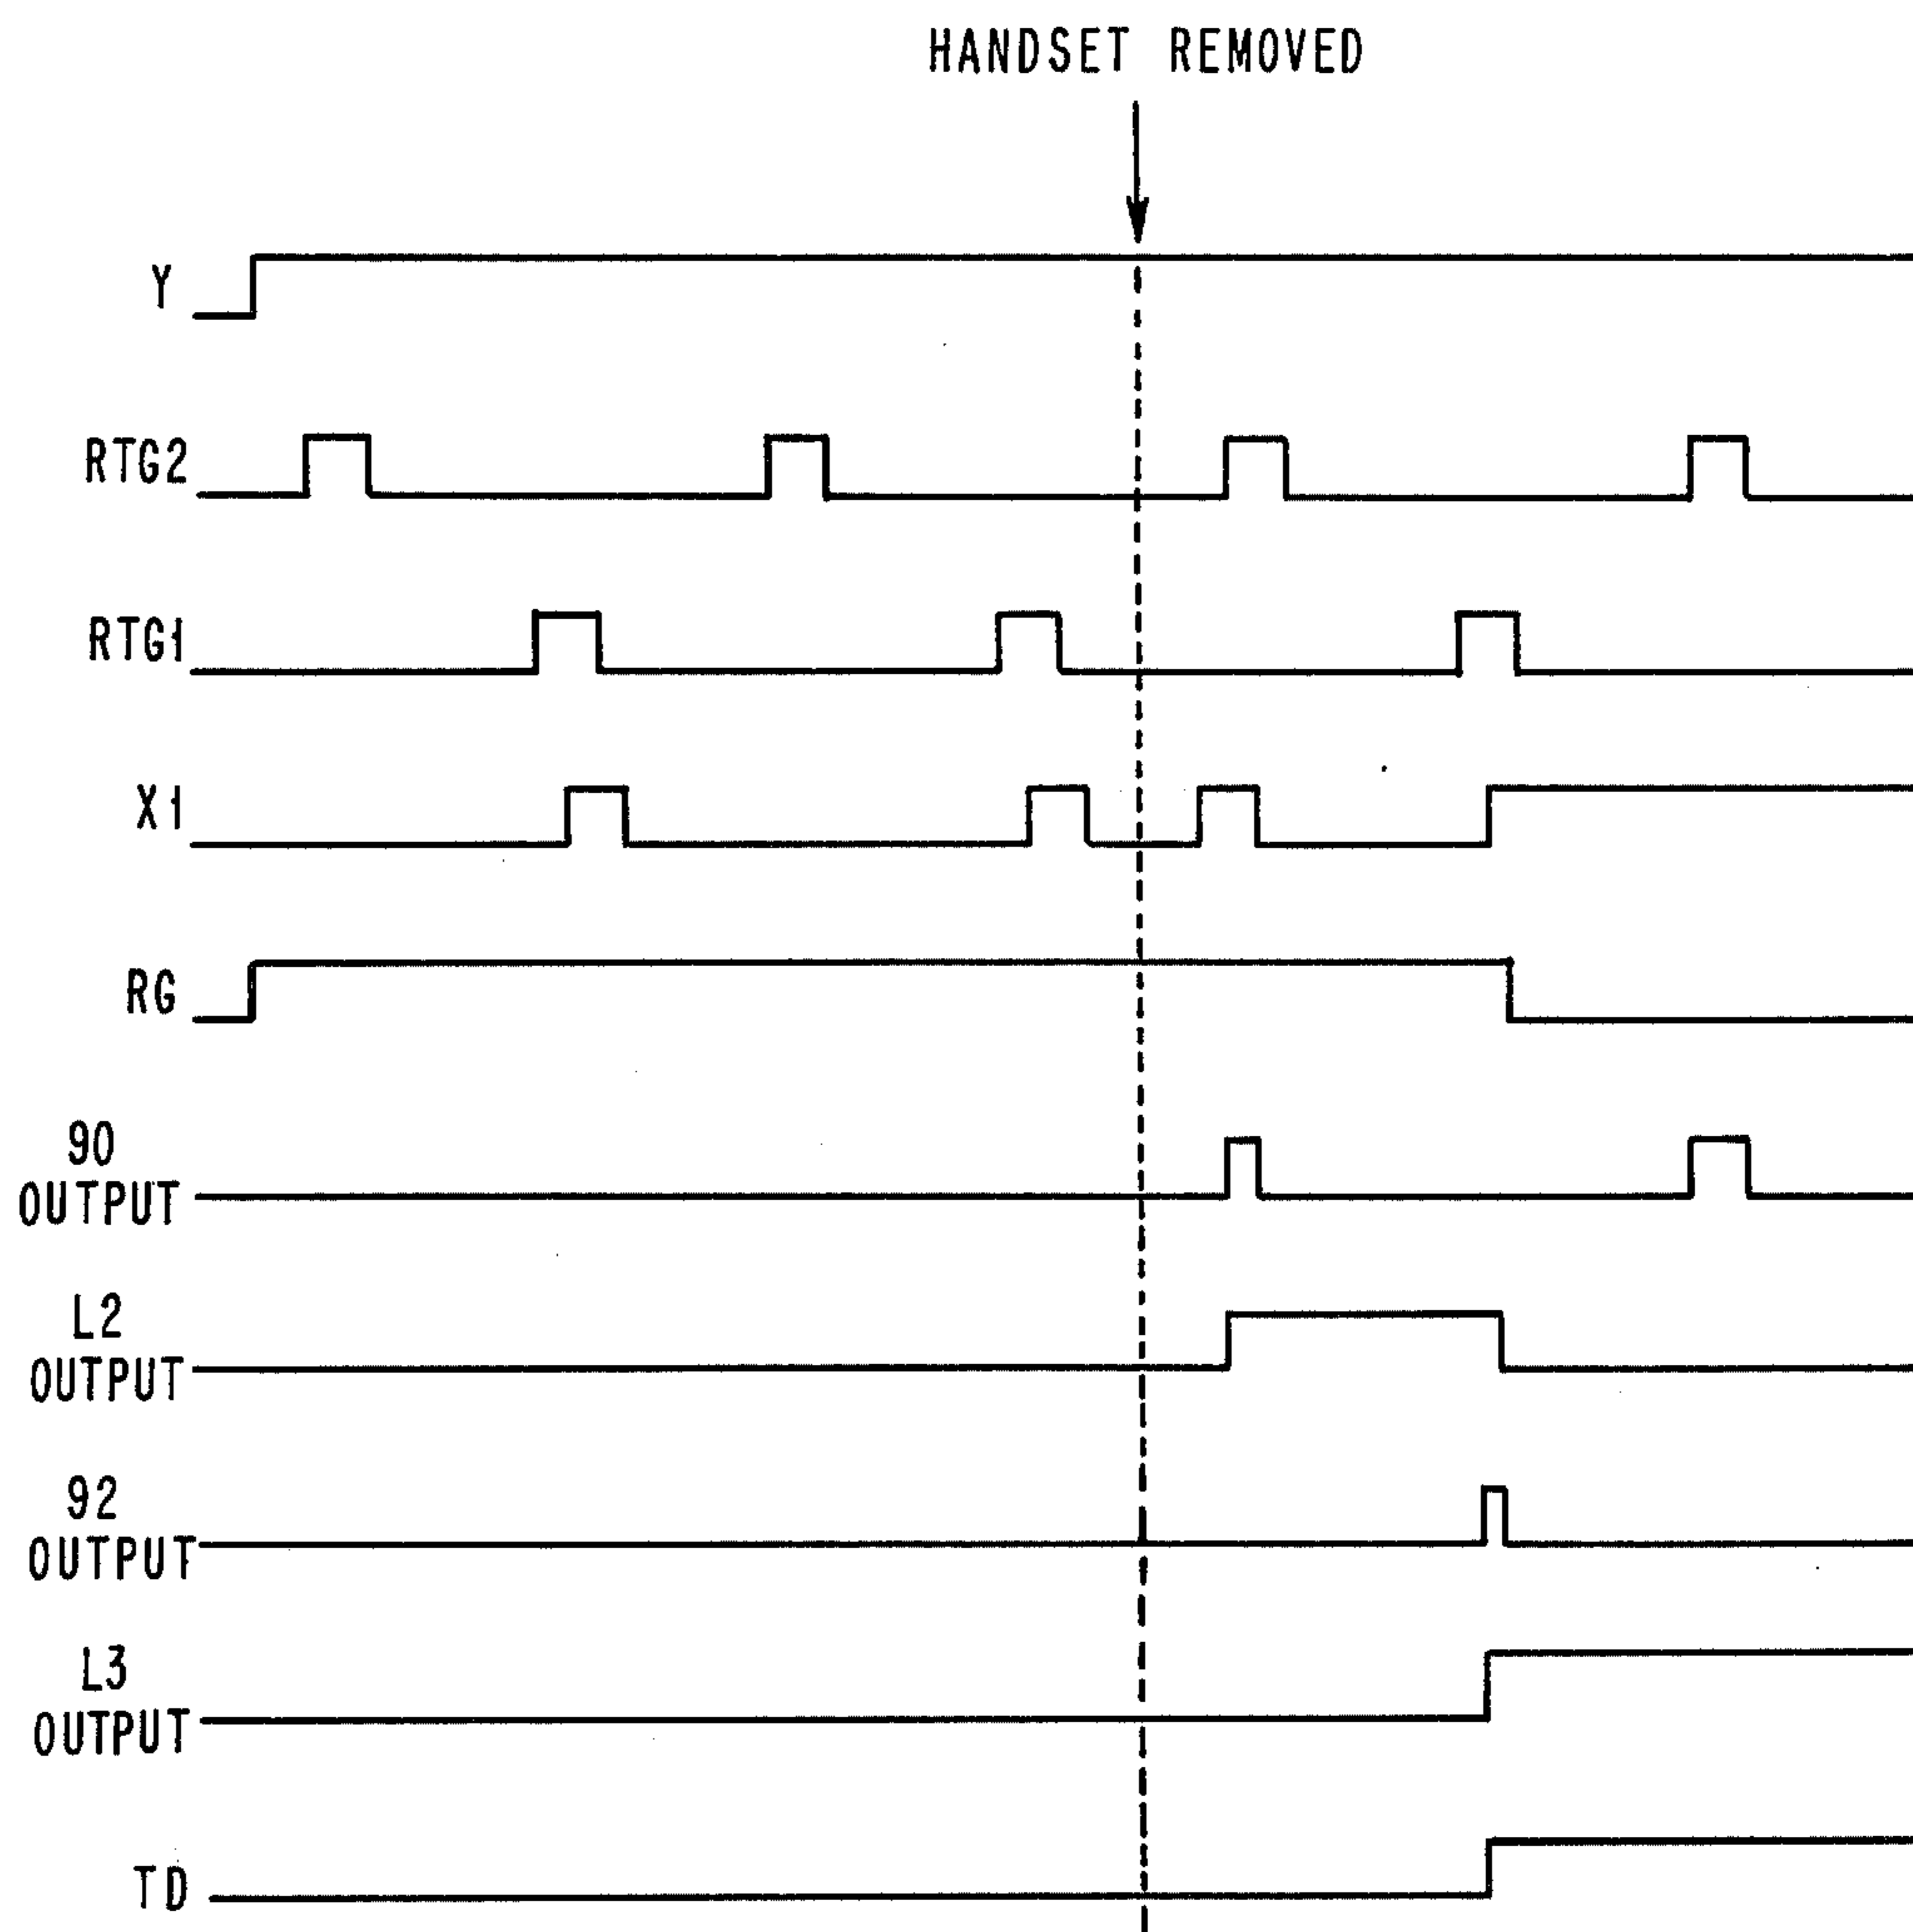 HANDSET REMOVED
Y
RTG2
RTG1
X1
RG
90
OUTPUT
L2
OUTPUT
92
OUTPUT
L3
OUTPUT
TD